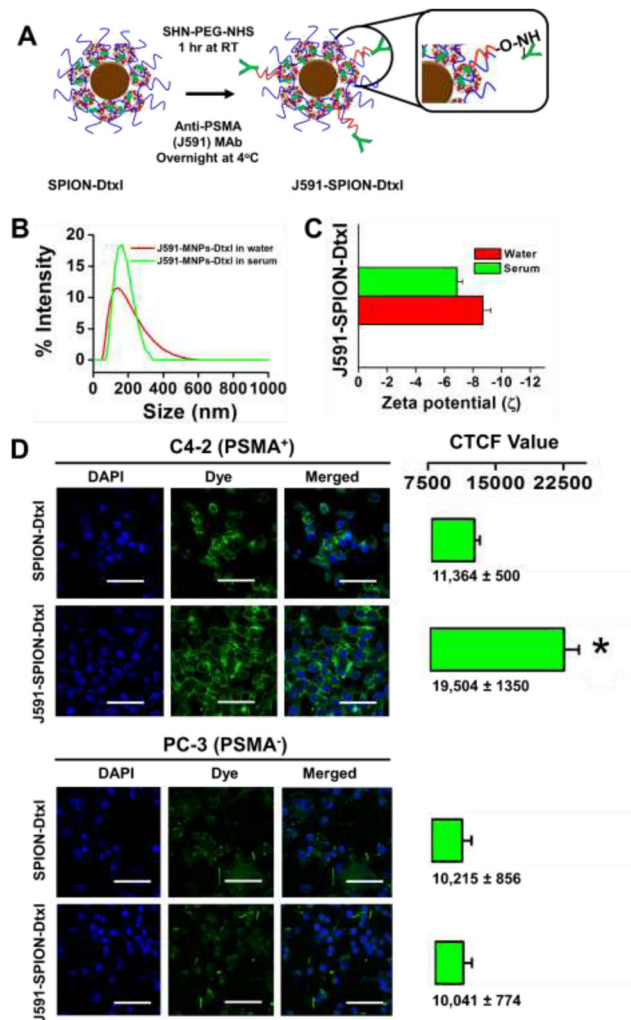 A
SHN-PEG-NHS
1 hr at RT
Anti-PSMA
(J591) MAb
Overnight at 4°C
-O-NH
SPION-Dtxl
J591-SPION-Dtxl
B
% Intensity
20
15
10
5
0
J591-MNPs-Dtxl in water
J591-MNPs-Dtxl in serum
0 200 400 600 800 1000
Size (nm)
C
J591-SPION-Dtxl
Water
Serum
0 -2 -4 -6 -8 -10 -12
Zeta potential (ζ)
D
C4-2 (PSMA⁺)
CTCF Value
DAPI Dye Merged
7500 15000 22500
SPION-Dtxl
11,364 ± 500
J591-SPION-Dtxl
*
19,504 ± 1350
PC-3 (PSMA⁻)
DAPI Dye Merged
SPION-Dtxl
10,215 ± 856
J591-SPION-Dtxl
10,041 ± 774